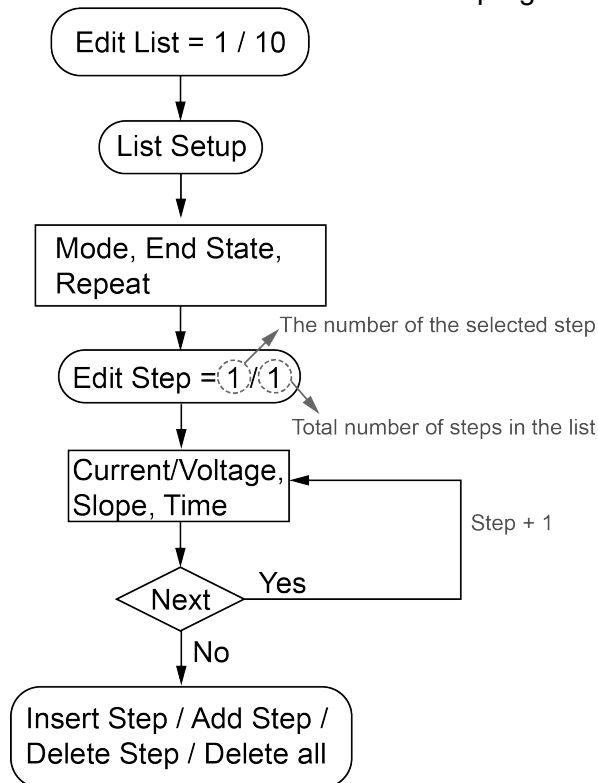 Edit List = 1 / 10
List Setup
Mode, End State,
Repeat
The number of the selected step
Edit Step = 1 / 1
Total number of steps in the list
Current/Voltage,
Slope, Time
Step + 1
Yes
Next
No
Insert Step / Add Step /
Delete Step / Delete all